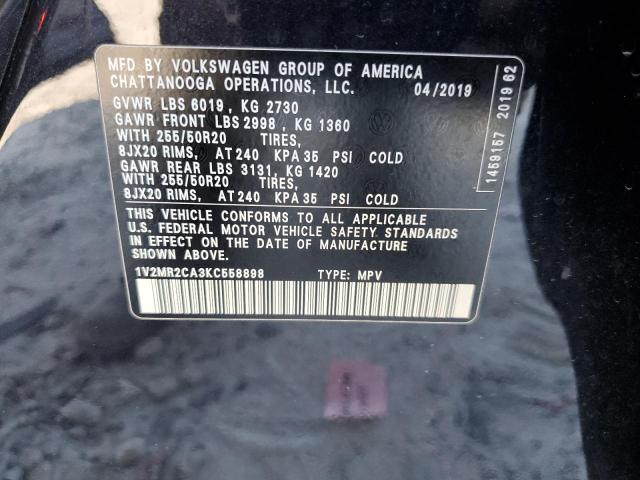 MFD BY VOLKSWAGEN GROUP OF AMERICA
CHATTANOOGA OPERATIONS, LLC. 04/2019
GVWR LBS 6019, KG 2730
GAWR FRONT LBS 2998, KG 1360
WITH 255/50R20 TIRES,
8JX20 RIMS, AT 240 KPA 35 PSI COLD
GAWR REAR LBS 3131, KG 1420
WITH 255/50R20 TIRES,
8JX20 RIMS, AT 240 KPA 35 PSI COLD
THIS VEHICLE CONFORMS TO ALL APPLICABLE
U.S. FEDERAL MOTOR VEHICLE SAFETY STANDARDS
IN EFFECT ON THE DATE OF MANUFACTURE
SHOWN ABOVE.
1V2MR2CA3KC558898 TYPE: MPV
1459157 2019 62